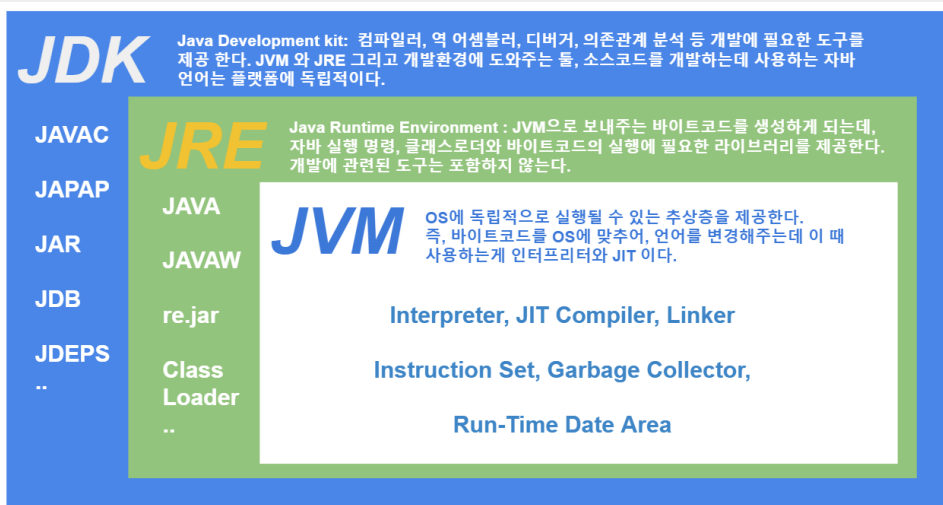 JDK
Java Development kit: 컴파일러, 역 어셈블러, 디버거, 의존관계 분석 등 개발에 필요한 도구를
제공 한다. JVM 와 JRE 그리고 개발환경에 도와주는 툴, 소스코드를 개발하는데 사용하는 자바
언어는 플랫폼에 독립적이다.
JAVAC
JAPAP
JAR
JDB
JDEPS
..
JRE
Java Runtime Environment : JVM으로 보내주는 바이트코드를 생성하게 되는데,
자바 실행 명령, 클래스로더와 바이트코드의 실행에 필요한 라이브러리를 제공한다.
개발에 관련된 도구는 포함하지 않는다.
JAVA
JAVAW
re.jar
Class
Loader
..
JVM
OS에 독립적으로 실행될 수 있는 추상층을 제공한다.
즉, 바이트코드를 OS에 맞추어, 언어를 변경해주는데 이 때
사용하는게 인터프리터와 JIT 이다.
Interpreter, JIT Compiler, Linker
Instruction Set, Garbage Collector,
Run-Time Date Area